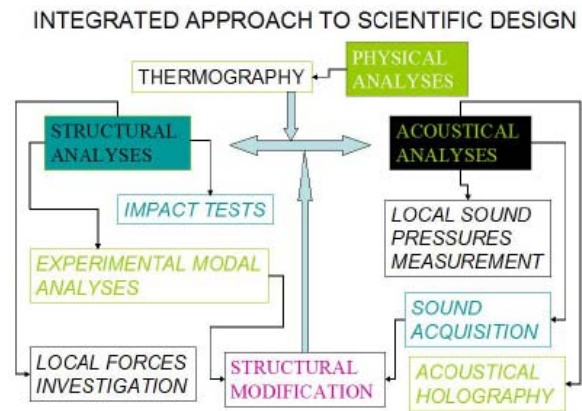 INTEGRATED APPROACH TO SCIENTIFIC DESIGN
PHYSICAL
ANALYSES
THERMOGRAPHY
STRUCTURAL
ANALYSES
ACOUSTICAL
ANALYSES
IMPACT TESTS
LOCAL SOUND
PRESSURES
MEASUREMENT
EXPERIMENTAL MODAL
ANALYSES
SOUND
ACQUISITION
LOCAL FORCES
INVESTIGATION
STRUCTURAL
MODIFICATION
ACOUSTICAL
HOLOGRAPHY